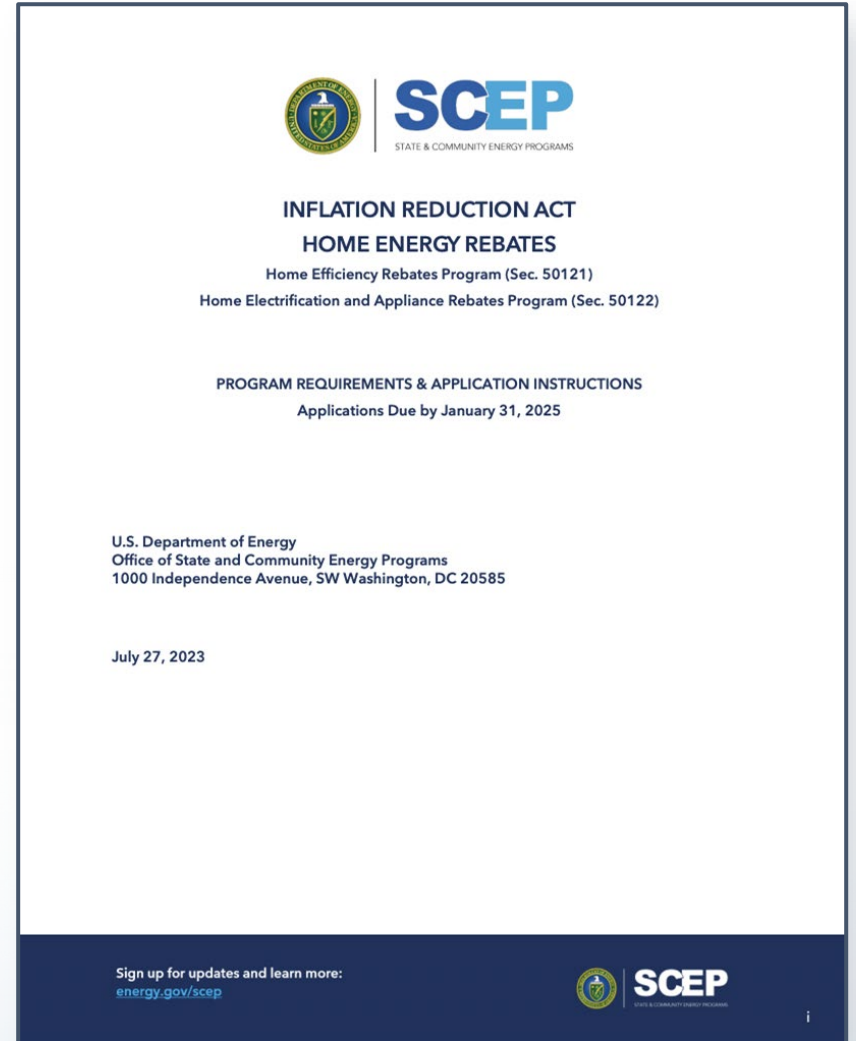 SCEP
STATE & COMMUNITY ENERGY PROGRAMS
INFLATION REDUCTION ACT
HOME ENERGY REBATES
Home Efficiency Rebates Program (Sec. 50121)
Home Electrification and Appliance Rebates Program (Sec. 50122)
PROGRAM REQUIREMENTS & APPLICATION INSTRUCTIONS
Applications Due by January 31, 2025
U.S. Department of Energy
Office of State and Community Energy Programs
1000 Independence Avenue, SW Washington, DC 20585
July 27, 2023
Sign up for updates and learn more:
energy.gov/scep
SCEP
STATE & COMMUNITY ENERGY PROGRAMS
i